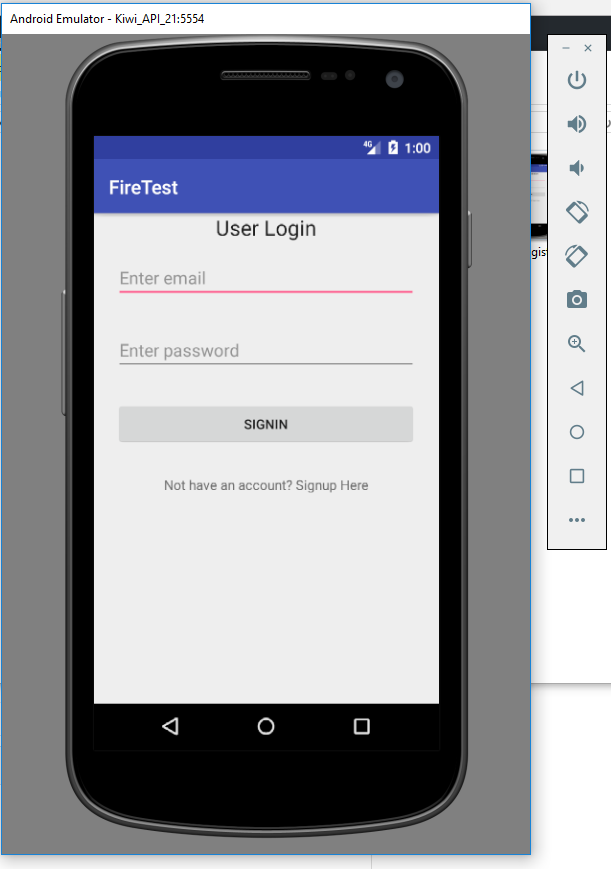 Android Emulator - Kiwi_API_21:5554
4G 1:00
FireTest
User Login
Enter email
Enter password
SIGNIN
Not have an account? Signup Here